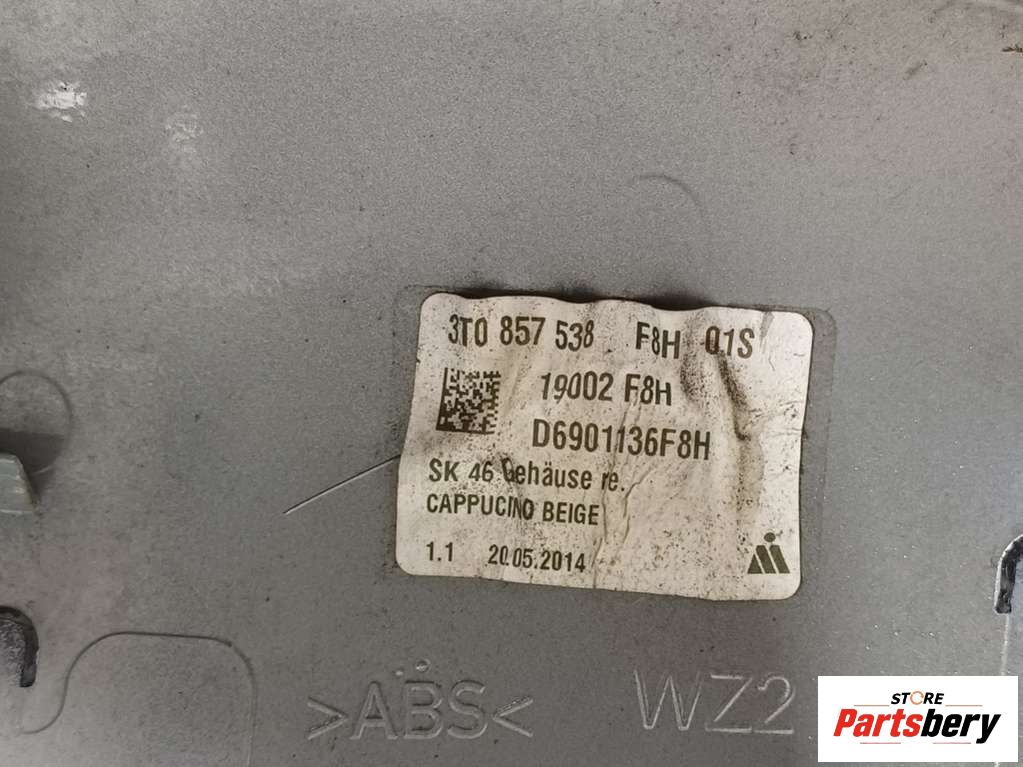 3T0 857 538 F8H 01S
19002 F8H
D6901136F8H
SK 46 Gehäuse re.
CAPPUCINO BEIGE
1.1 20.05.2014
>ABS< WZ2
STORE
Partsbery